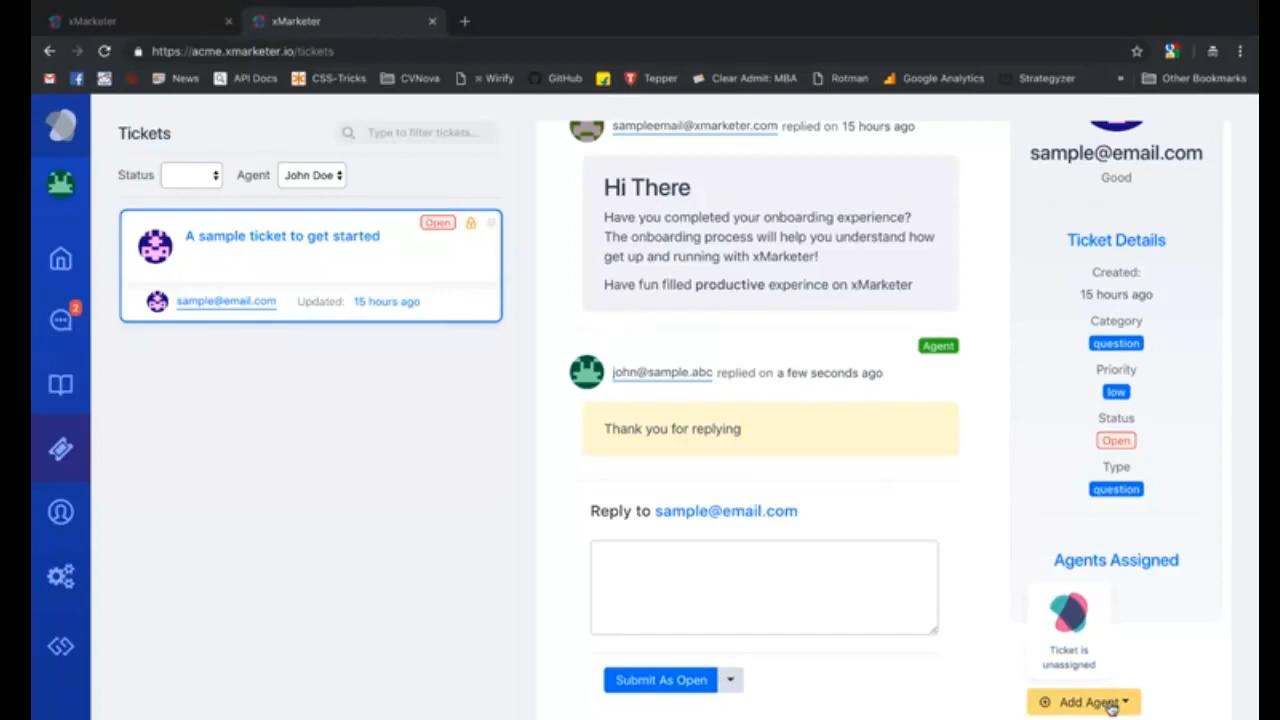 xMarketer
xMarketer
https://acme.xmarketer.io/tickets
News
API Docs
CSS-Tricks
CVNova
Wirify
GitHub
Tepper
Clear Admit: MBA
Rotman
Google Analytics
Strategyzer
»
Other Bookmarks
Tickets
Type to filter tickets...
Status
Agent
John Doe
Open
A sample ticket to get started
sample@email.com
Updated:
15 hours ago
2
sampleemail@xmarketer.com replied on 15 hours ago
Hi There
Have you completed your onboarding experience?
The onboarding process will help you understand how
get up and running with xMarketer!
Have fun filled productive experince on xMarketer
Agent
john@sample.abc replied on a few seconds ago
Thank you for replying
Reply to sample@email.com
Submit As Open
sample@email.com
Good
Ticket Details
Created:
15 hours ago
Category
question
Priority
low
Status
Open
Type
question
Agents Assigned
Ticket is
unassigned
Add Agent